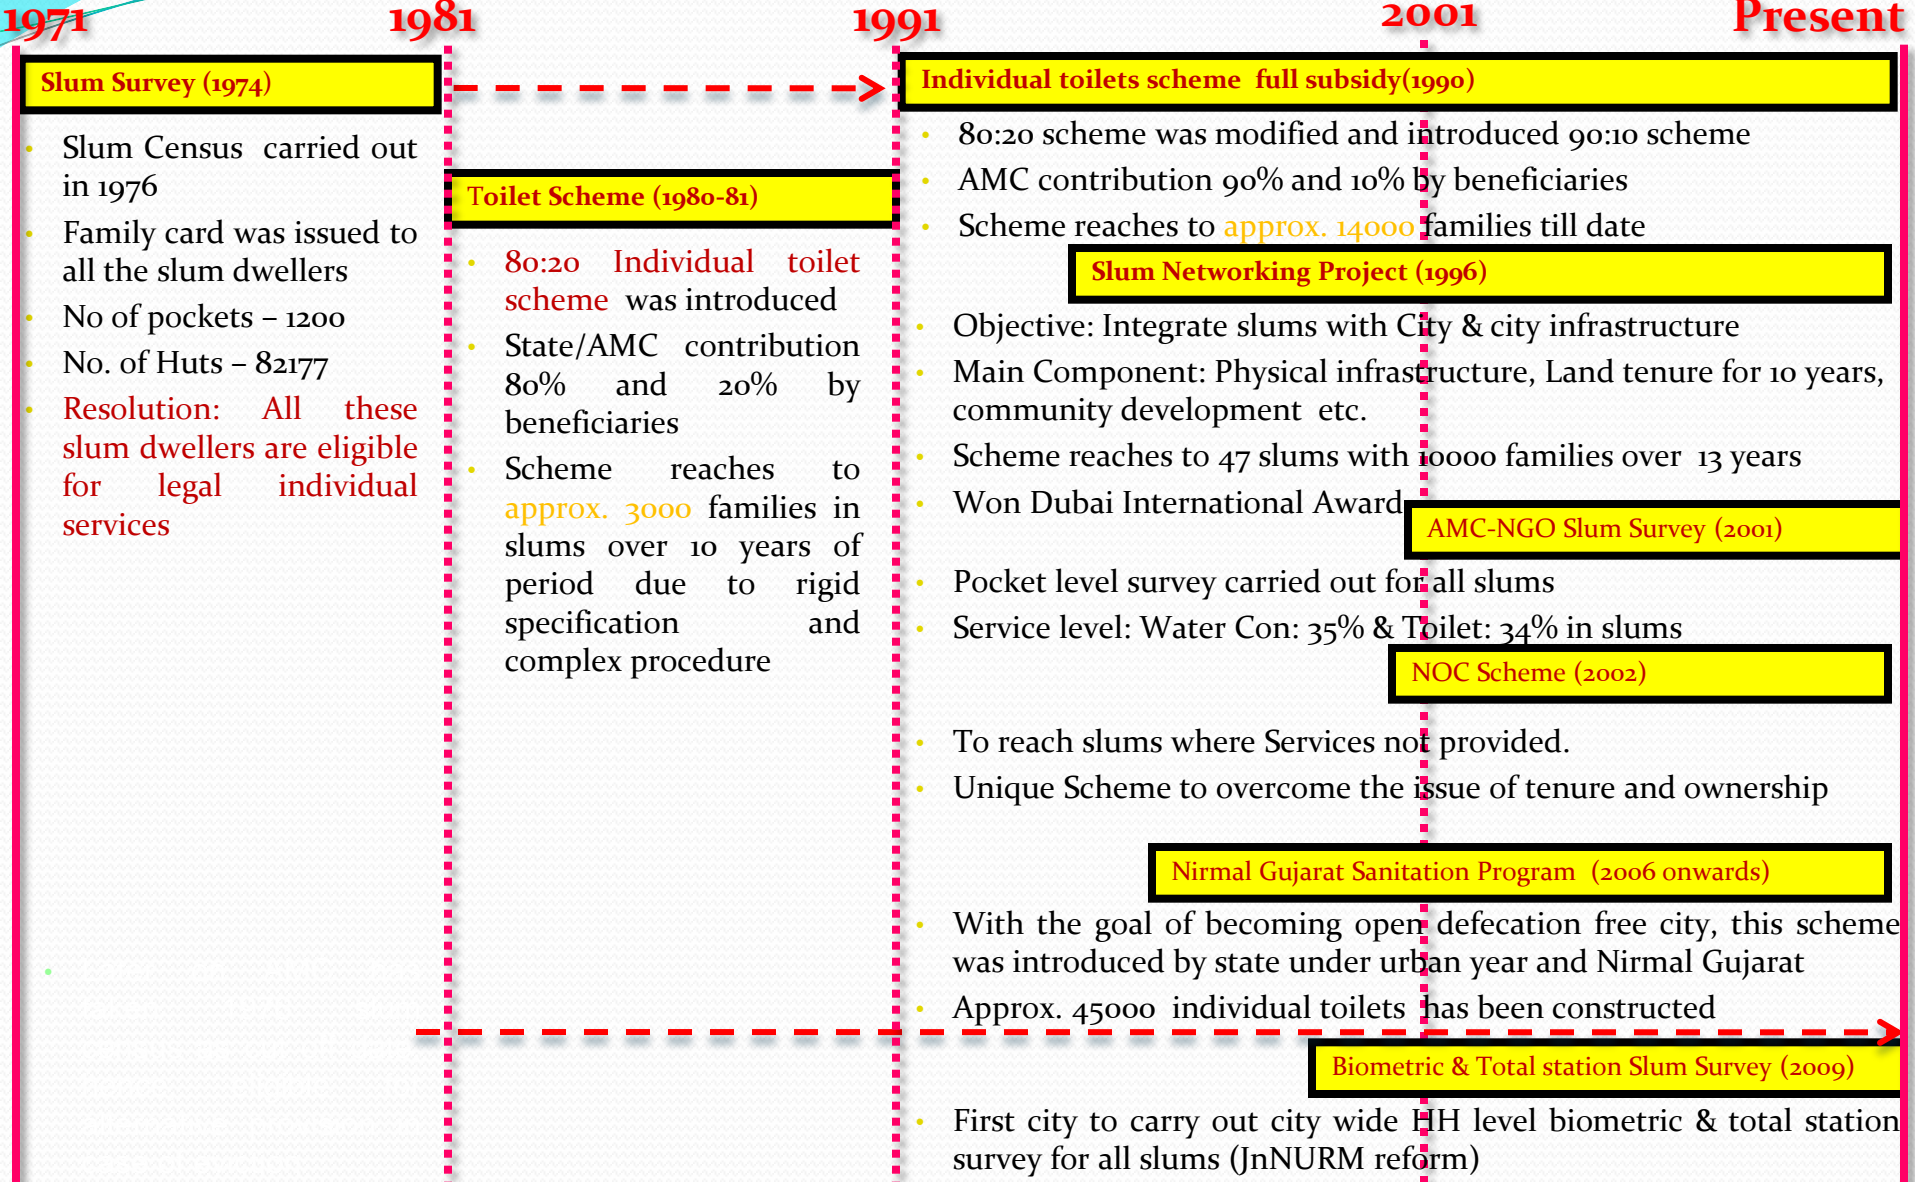 1971
1981
1991
2001
Present
Slum Survey (1974)
Slum Census carried out
in 1976
Family card was issued to
all the slum dwellers
No of pockets – 1200
No. of Huts – 82177
Resolution: All these
slum dwellers are eligible
for legal individual
services
Toilet Scheme (1980-81)
80:20 Individual toilet
scheme was introduced
State/AMC contribution
80% and 20% by
beneficiaries
Scheme reaches to
approx. 3000 families in
slums over 10 years of
period due to rigid
specification and
complex procedure
Individual toilets scheme full subsidy(1990)
80:20 scheme was modified and introduced 90:10 scheme
AMC contribution 90% and 10% by beneficiaries
Scheme reaches to approx. 14000 families till date
Slum Networking Project (1996)
Objective: Integrate slums with City & city infrastructure
Main Component: Physical infrastructure, Land tenure for 10 years,
community development etc.
Scheme reaches to 47 slums with 10000 families over 13 years
Won Dubai International Award
AMC-NGO Slum Survey (2001)
Pocket level survey carried out for all slums
Service level: Water Con: 35% & Toilet: 34% in slums
NOC Scheme (2002)
To reach slums where Services not provided.
Unique Scheme to overcome the issue of tenure and ownership
Nirmal Gujarat Sanitation Program (2006 onwards)
With the goal of becoming open defecation free city, this scheme
was introduced by state under urban year and Nirmal Gujarat
Approx. 45000 individual toilets has been constructed
Biometric & Total station Slum Survey (2009)
First city to carry out city wide HH level biometric & total station
survey for all slums (JnNURM reform)